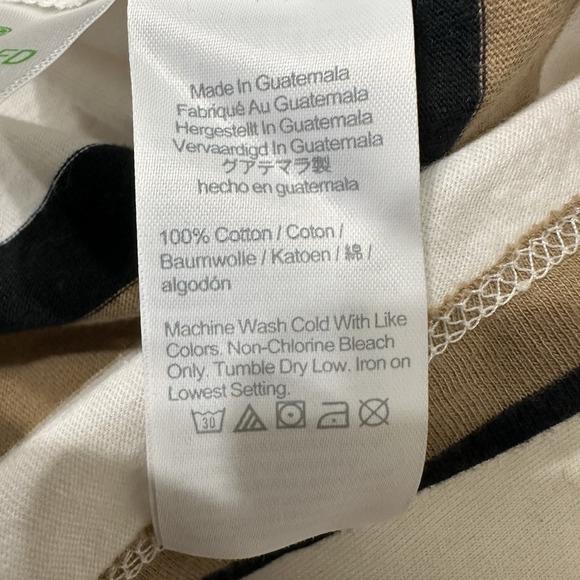 ®
ED
Made In Guatemala
Fabriqué Au Guatemala
Hergestellt In Guatemala
Vervaardigd In Guatemala
グアテマラ製
hecho en guatemala
100% Cotton / Coton /
Baumwolle / Katoen / 綿 /
algodón
Machine Wash Cold With Like
Colors. Non-Chlorine Bleach
Only. Tumble Dry Low. Iron on
Lowest Setting.
30